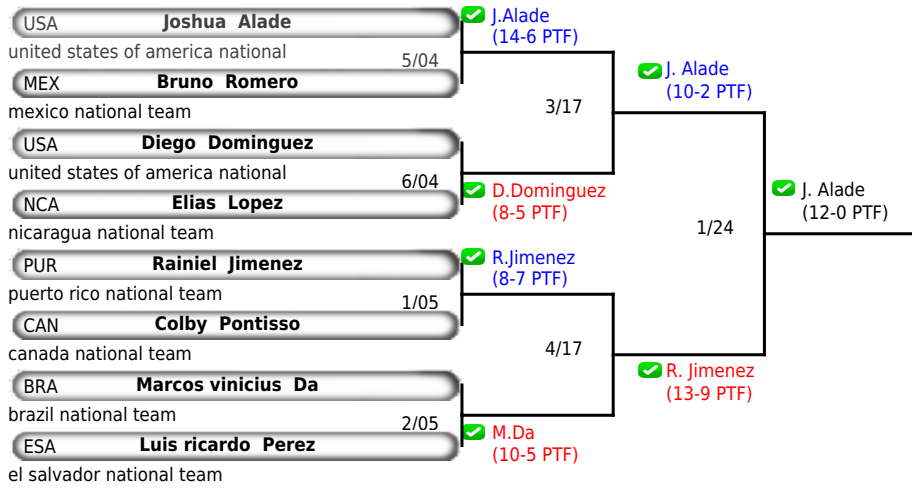 USA Joshua Alade
united states of america national
5/04
MEX Bruno Romero
mexico national team
USA Diego Dominguez
united states of america national
6/04
NCA Elias Lopez
nicaragua national team
PUR Rainiel Jimenez
puerto rico national team
1/05
CAN Colby Pontisso
canada national team
BRA Marcos vinicius Da
brazil national team
2/05
ESA Luis ricardo Perez
el salvador national team
J.Alade
(14-6 PTF)
3/17
D.Dominguez
(8-5 PTF)
R.Jimenez
(8-7 PTF)
4/17
M.Da
(10-5 PTF)
J. Alade
(10-2 PTF)
1/24
R. Jimenez
(13-9 PTF)
J. Alade
(12-0 PTF)